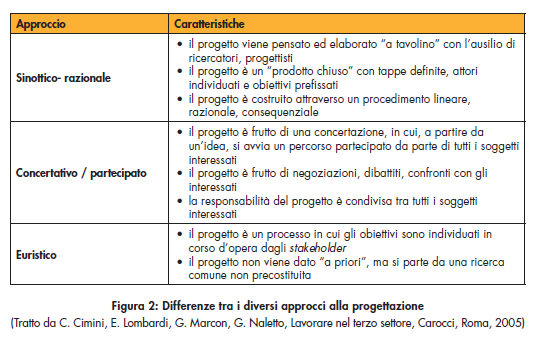 Approccio
Caratteristiche
Sinottico- razionale
• il progetto viene pensato ed elaborato "a tavolino" con l'ausilio di
ricercatori, progettisti
• il progetto è un "prodotto chiuso" con tappe definite, attori
individuati e obiettivi prefissati
• il progetto è costruito attraverso un procedimento lineare,
razionale, consequenziale
Concertativo / partecipato
• il progetto è frutto di una concertazione, in cui, a partire da
un'idea, si avvia un percorso partecipato da parte di tutti i soggetti
interessati
• il progetto è frutto di negoziazioni, dibattiti, confronti con gli
interessati
• la responsabilità del progetto è condivisa tra tutti i soggetti
interessati
Euristico
• il progetto è un processo in cui gli obiettivi sono individuati in
corso d'opera dagli stakeholder
• il progetto non viene dato "a priori", ma si parte da una ricerca
comune non precostituita
Figura 2: Differenze tra i diversi approcci alla progettazione
(Tratto da C. Cimini, E. Lombardi, G. Marcon, G. Naletto, Lavorare nel terzo settore, Carocci, Roma, 2005)